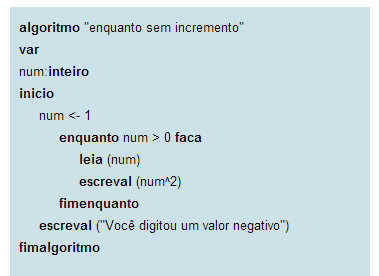 algoritmo "enquanto sem incremento"
var
num:inteiro
inicio
num <- 1
enquanto num > 0 faca
leia (num)
escreval (num^2)
fimenquanto
escreval ("Você digitou um valor negativo")
fimalgoritmo